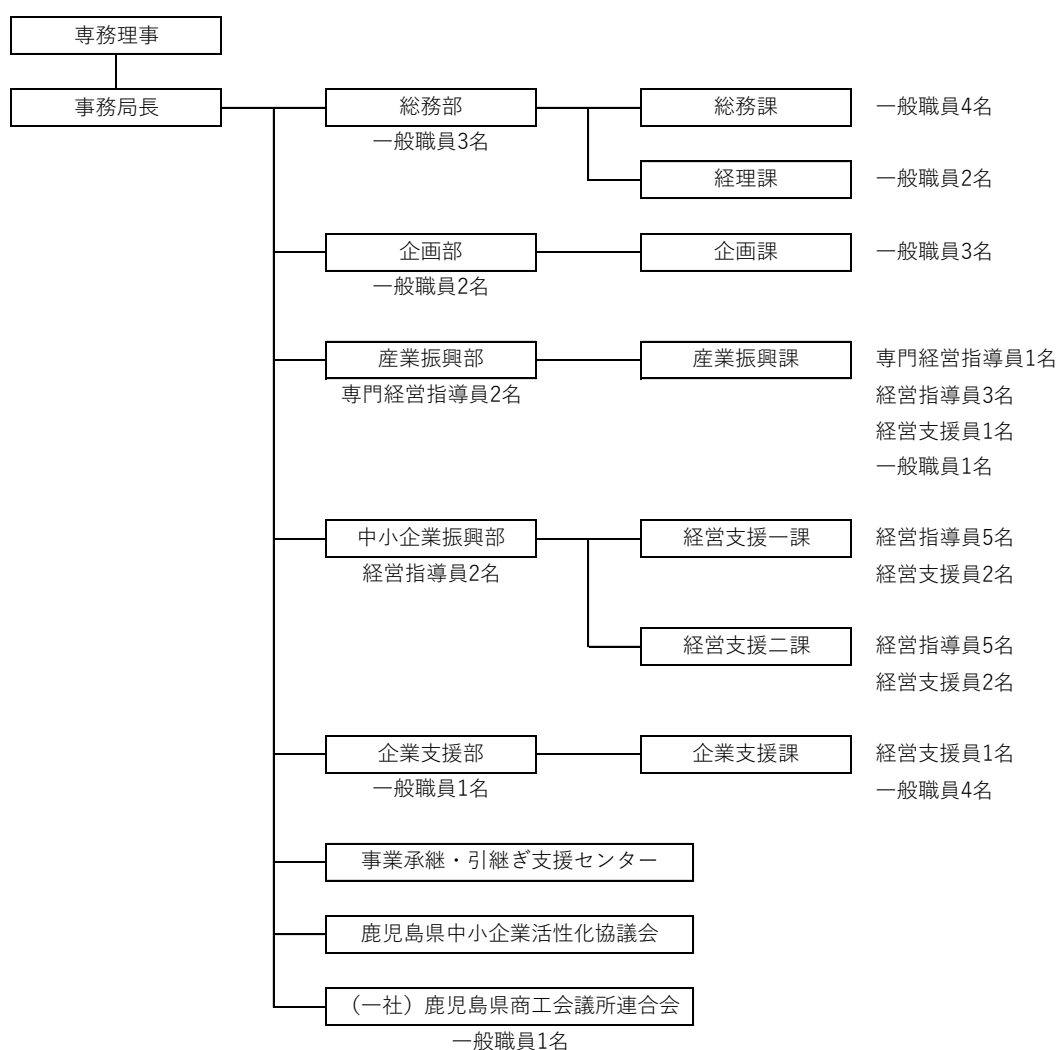 専務理事
事務局長
総務部
一般職員3名
総務課
一般職員4名
経理課
一般職員2名
企画部
一般職員2名
企画課
一般職員3名
産業振興部
専門経営指導員2名
産業振興課
専門経営指導員1名
経営指導員3名
経営支援員1名
一般職員1名
中小企業振興部
経営指導員2名
経営支援一課
経営指導員5名
経営支援員2名
経営支援二課
経営指導員5名
経営支援員2名
企業支援部
一般職員1名
企業支援課
経営支援員1名
一般職員4名
事業承継・引継ぎ支援センター
鹿児島県中小企業活性化協議会
（一社）鹿児島県商工会議所連合会
一般職員1名